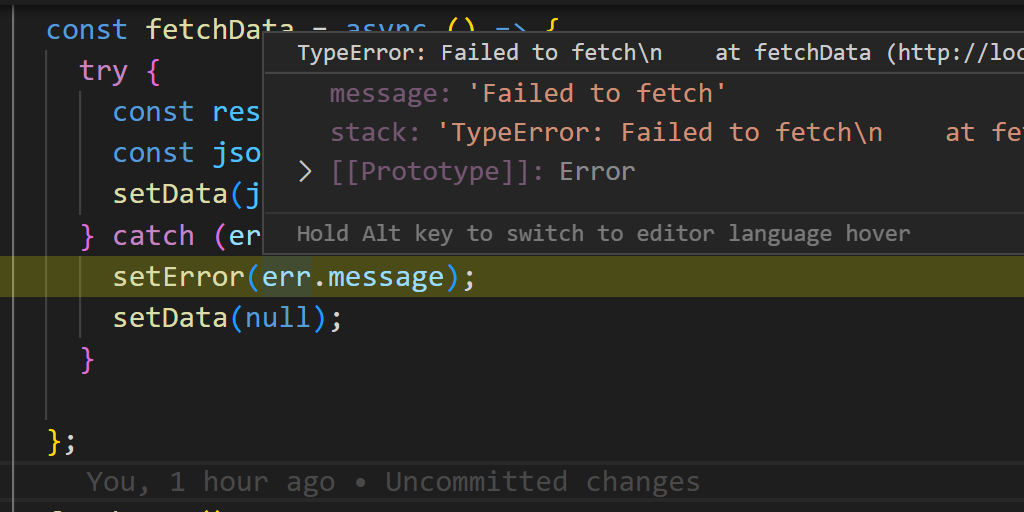 const fetchData = async () => {
TypeError: Failed to fetch\n    at fetchData (http://loc
try {
message: 'Failed to fetch'
const res
stack: 'TypeError: Failed to fetch\n    at fe
const jso
> [[Prototype]]: Error
setData(j
} catch (er
Hold Alt key to switch to editor language hover
setError(err.message);
setData(null);
}
};
You, 1 hour ago • Uncommitted changes